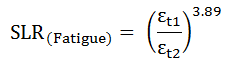 SLR(Fatigue) = (εt1/εt2)^3.89